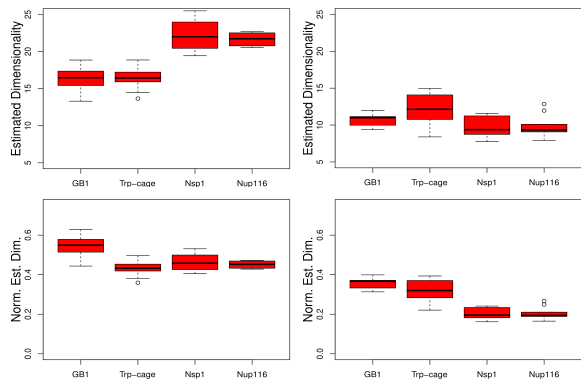 Estimated Dimensionality
25
20
15
10
5
GB1 Trp-cage Nsp1 Nup116
Estimated Dimensionality
25
20
15
10
5
GB1 Trp-cage Nsp1 Nup116
Norm. Est. Dim.
0.6
0.4
0.2
0.0
GB1 Trp-cage Nsp1 Nup116
Norm. Est. Dim.
0.6
0.4
0.2
0.0
GB1 Trp-cage Nsp1 Nup116